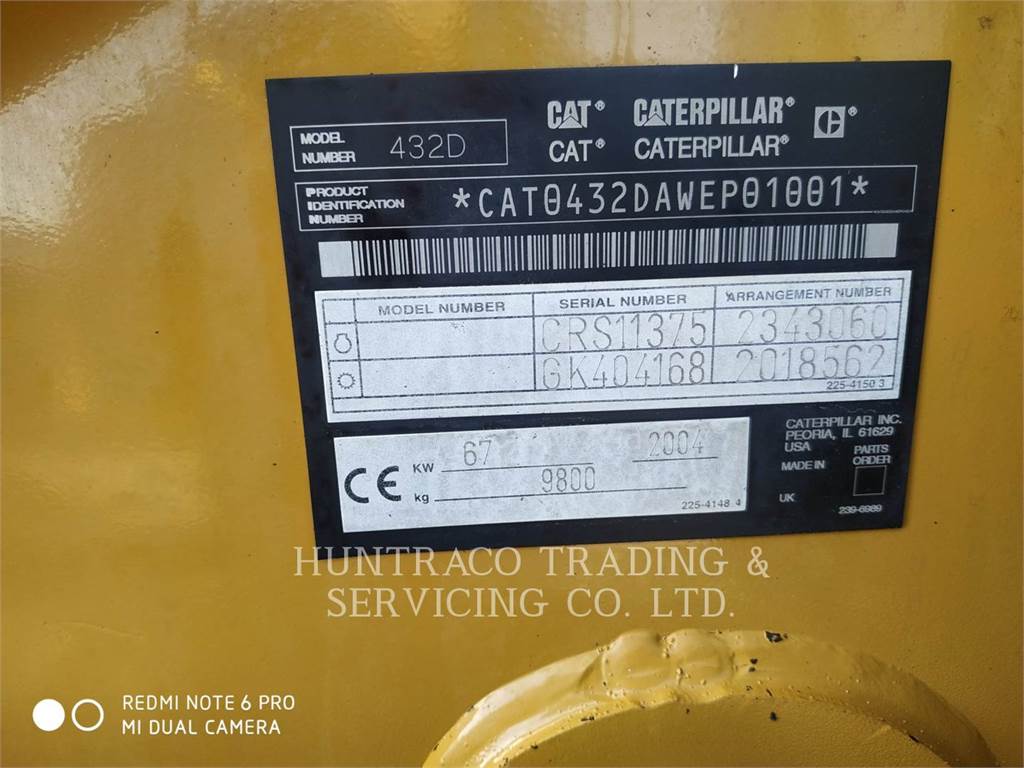 CAT® CATERPILLAR®
MODEL NUMBER 432D
CAT® CATERPILLAR®
PRODUCT IDENTIFICATION NUMBER *CAT0432DAWEP01001*
MODEL NUMBER SERIAL NUMBER ARRANGEMENT NUMBER
CRS11375 2343060
GK404168 2018562
225-4150 3
CE KW 67 2004
kg 9800
225-4148 4
CATERPILLAR INC.
PEORIA, IL 61629
USA
MADE IN
UK
PARTS
ORDER
239-6989
HUNTRACO TRADING &
SERVICING CO. LTD.
REDMI NOTE 6 PRO
MI DUAL CAMERA